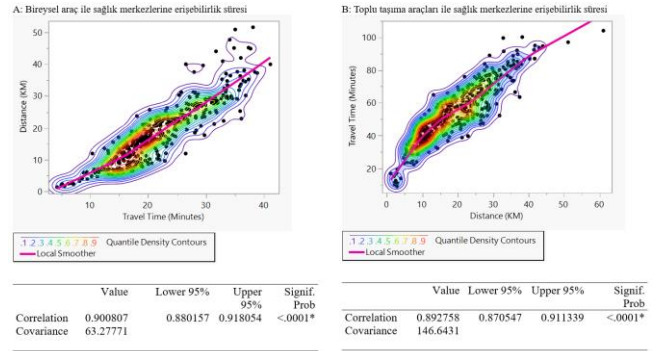 A: Bireysel araç ile sağlık merkezlerine erişebilirlik süresi
50
40
30
20
10
0
Distance (KM)
10 20 30 40
Travel Time (Minutes)
.1 .2 .3 .4 .5 .6 .7 .8 .9 Quantile Density Contours
Local Smoother
Value Lower 95% Upper 95% Signif. Prob
Correlation 0.900807 0.880157 0.918054 <.0001*
Covariance 63.27771
B: Toplu taşıma araçları ile sağlık merkezlerine erişebilirlik süresi
100
80
60
40
20
Travel Time (Minutes)
0 10 20 30 40 50 60
Distance (KM)
.1 .2 .3 .4 .5 .6 .7 .8 .9 Quantile Density Contours
Local Smoother
Value Lower 95% Upper 95% Signif. Prob
Correlation 0.892758 0.870547 0.911339 <.0001*
Covariance 146.6431